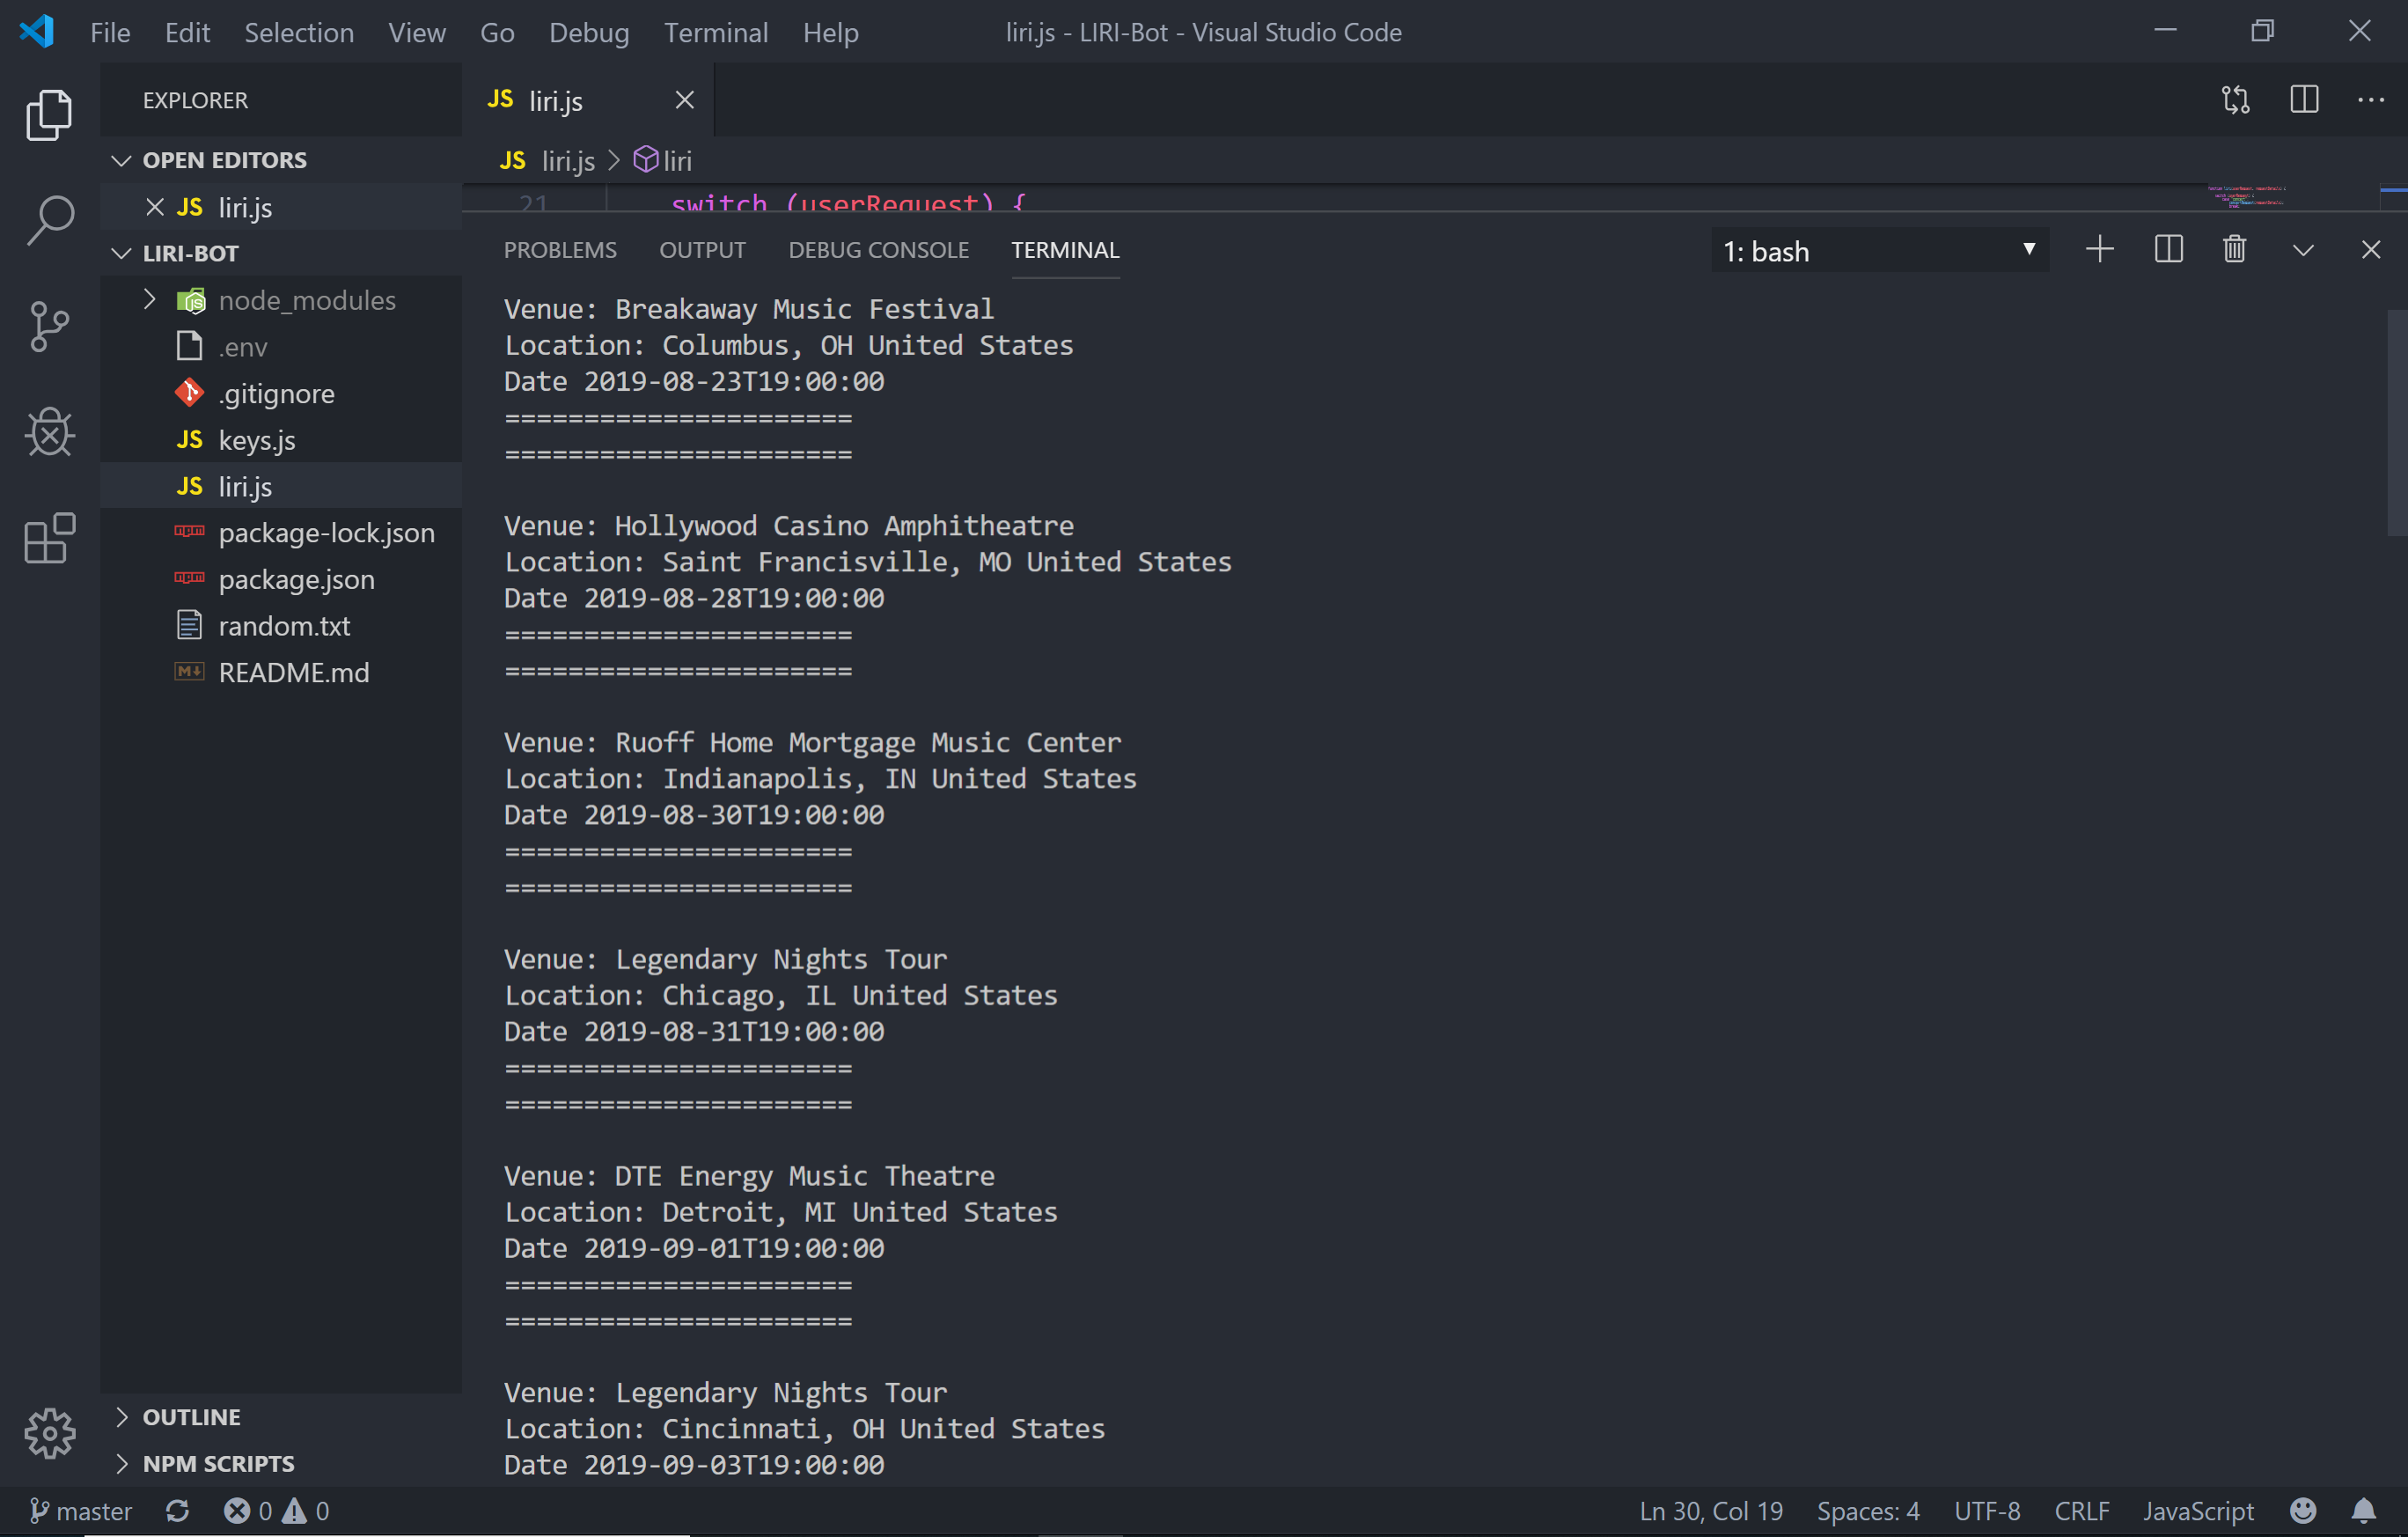 File Edit Selection View Go Debug Terminal Help liri.js - LIRI-Bot - Visual Studio Code
EXPLORER
OPEN EDITORS
JS liri.js
LIRI-BOT
node_modules
.env
.gitignore
JS keys.js
JS liri.js
package-lock.json
package.json
random.txt
README.md
OUTLINE
NPM SCRIPTS
JS liri.js
JS liri.js > liri
21 switch (userRequest) {
PROBLEMS OUTPUT DEBUG CONSOLE TERMINAL 1: bash
Venue: Breakaway Music Festival
Location: Columbus, OH United States
Date 2019-08-23T19:00:00
======================
======================
Venue: Hollywood Casino Amphitheatre
Location: Saint Francisville, MO United States
Date 2019-08-28T19:00:00
======================
======================
Venue: Ruoff Home Mortgage Music Center
Location: Indianapolis, IN United States
Date 2019-08-30T19:00:00
======================
======================
Venue: Legendary Nights Tour
Location: Chicago, IL United States
Date 2019-08-31T19:00:00
======================
======================
Venue: DTE Energy Music Theatre
Location: Detroit, MI United States
Date 2019-09-01T19:00:00
======================
======================
Venue: Legendary Nights Tour
Location: Cincinnati, OH United States
Date 2019-09-03T19:00:00
master 0 0 Ln 30, Col 19 Spaces: 4 UTF-8 CRLF JavaScript